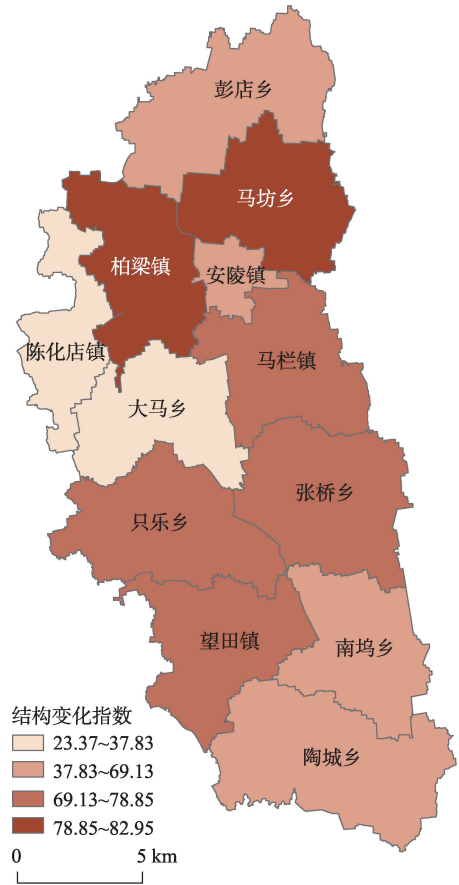 彭店乡
马坊乡
柏梁镇
安陵镇
陈化店镇
马栏镇
大马乡
张桥乡
只乐乡
望田镇
南坞乡
陶城乡
结构变化指数
23.37~37.83
37.83~69.13
69.13~78.85
78.85~82.95
0 5 km